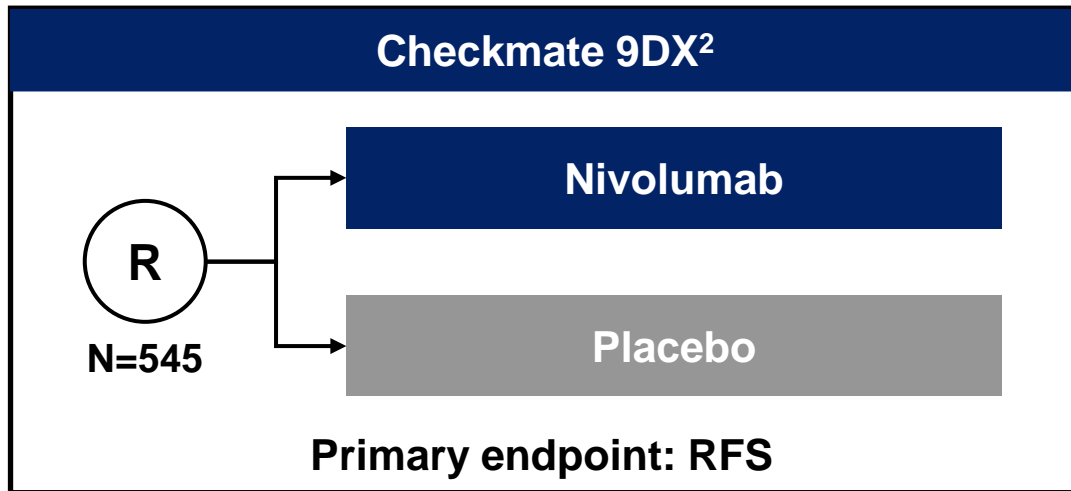 Checkmate 9DX²
Nivolumab
R
N=545
Placebo
Primary endpoint: RFS